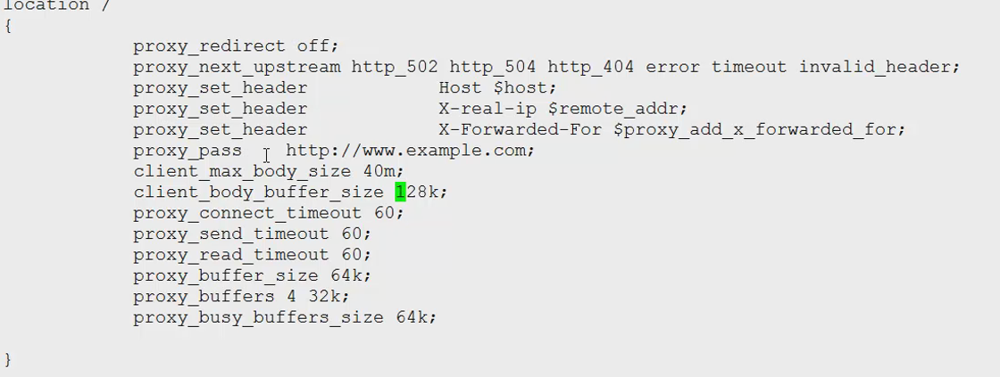 location /
{
proxy_redirect off;
proxy_next_upstream http_502 http_504 http_404 error timeout invalid_header;
proxy_set_header Host $host;
proxy_set_header X-real-ip $remote_addr;
proxy_set_header X-Forwarded-For $proxy_add_x_forwarded_for;
proxy_pass http://www.example.com;
client_max_body_size 40m;
client_body_buffer_size 128k;
proxy_connect_timeout 60;
proxy_send_timeout 60;
proxy_read_timeout 60;
proxy_buffer_size 64k;
proxy_buffers 4 32k;
proxy_busy_buffers_size 64k;
}